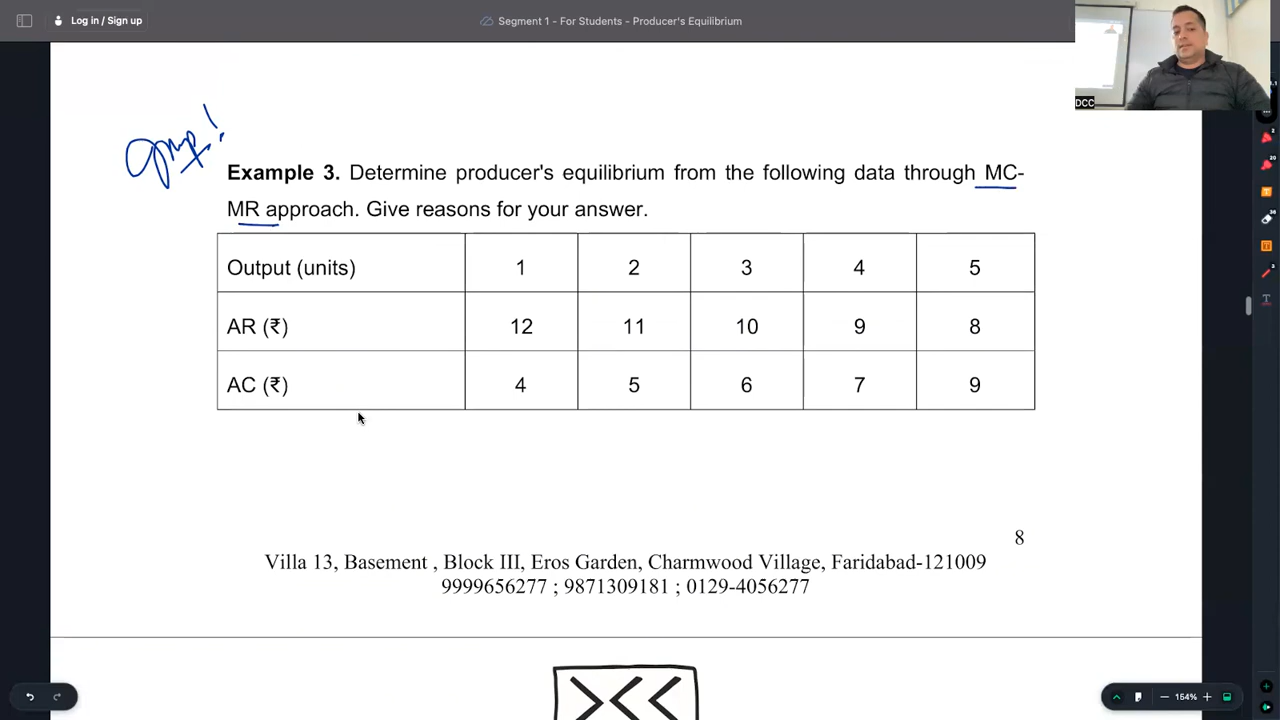 Log in / Sign up
Segment 1 - For Students - Producer's Equilibrium
DCC
Example 3. Determine producer's equilibrium from the following data through MC-
MR approach. Give reasons for your answer.
Output (units) 1 2 3 4 5
AR (₹) 12 11 10 9 8
AC (₹) 4 5 6 7 9
8
Villa 13, Basement , Block III, Eros Garden, Charmwood Village, Faridabad-121009
9999656277 ; 9871309181 ; 0129-4056277
154%